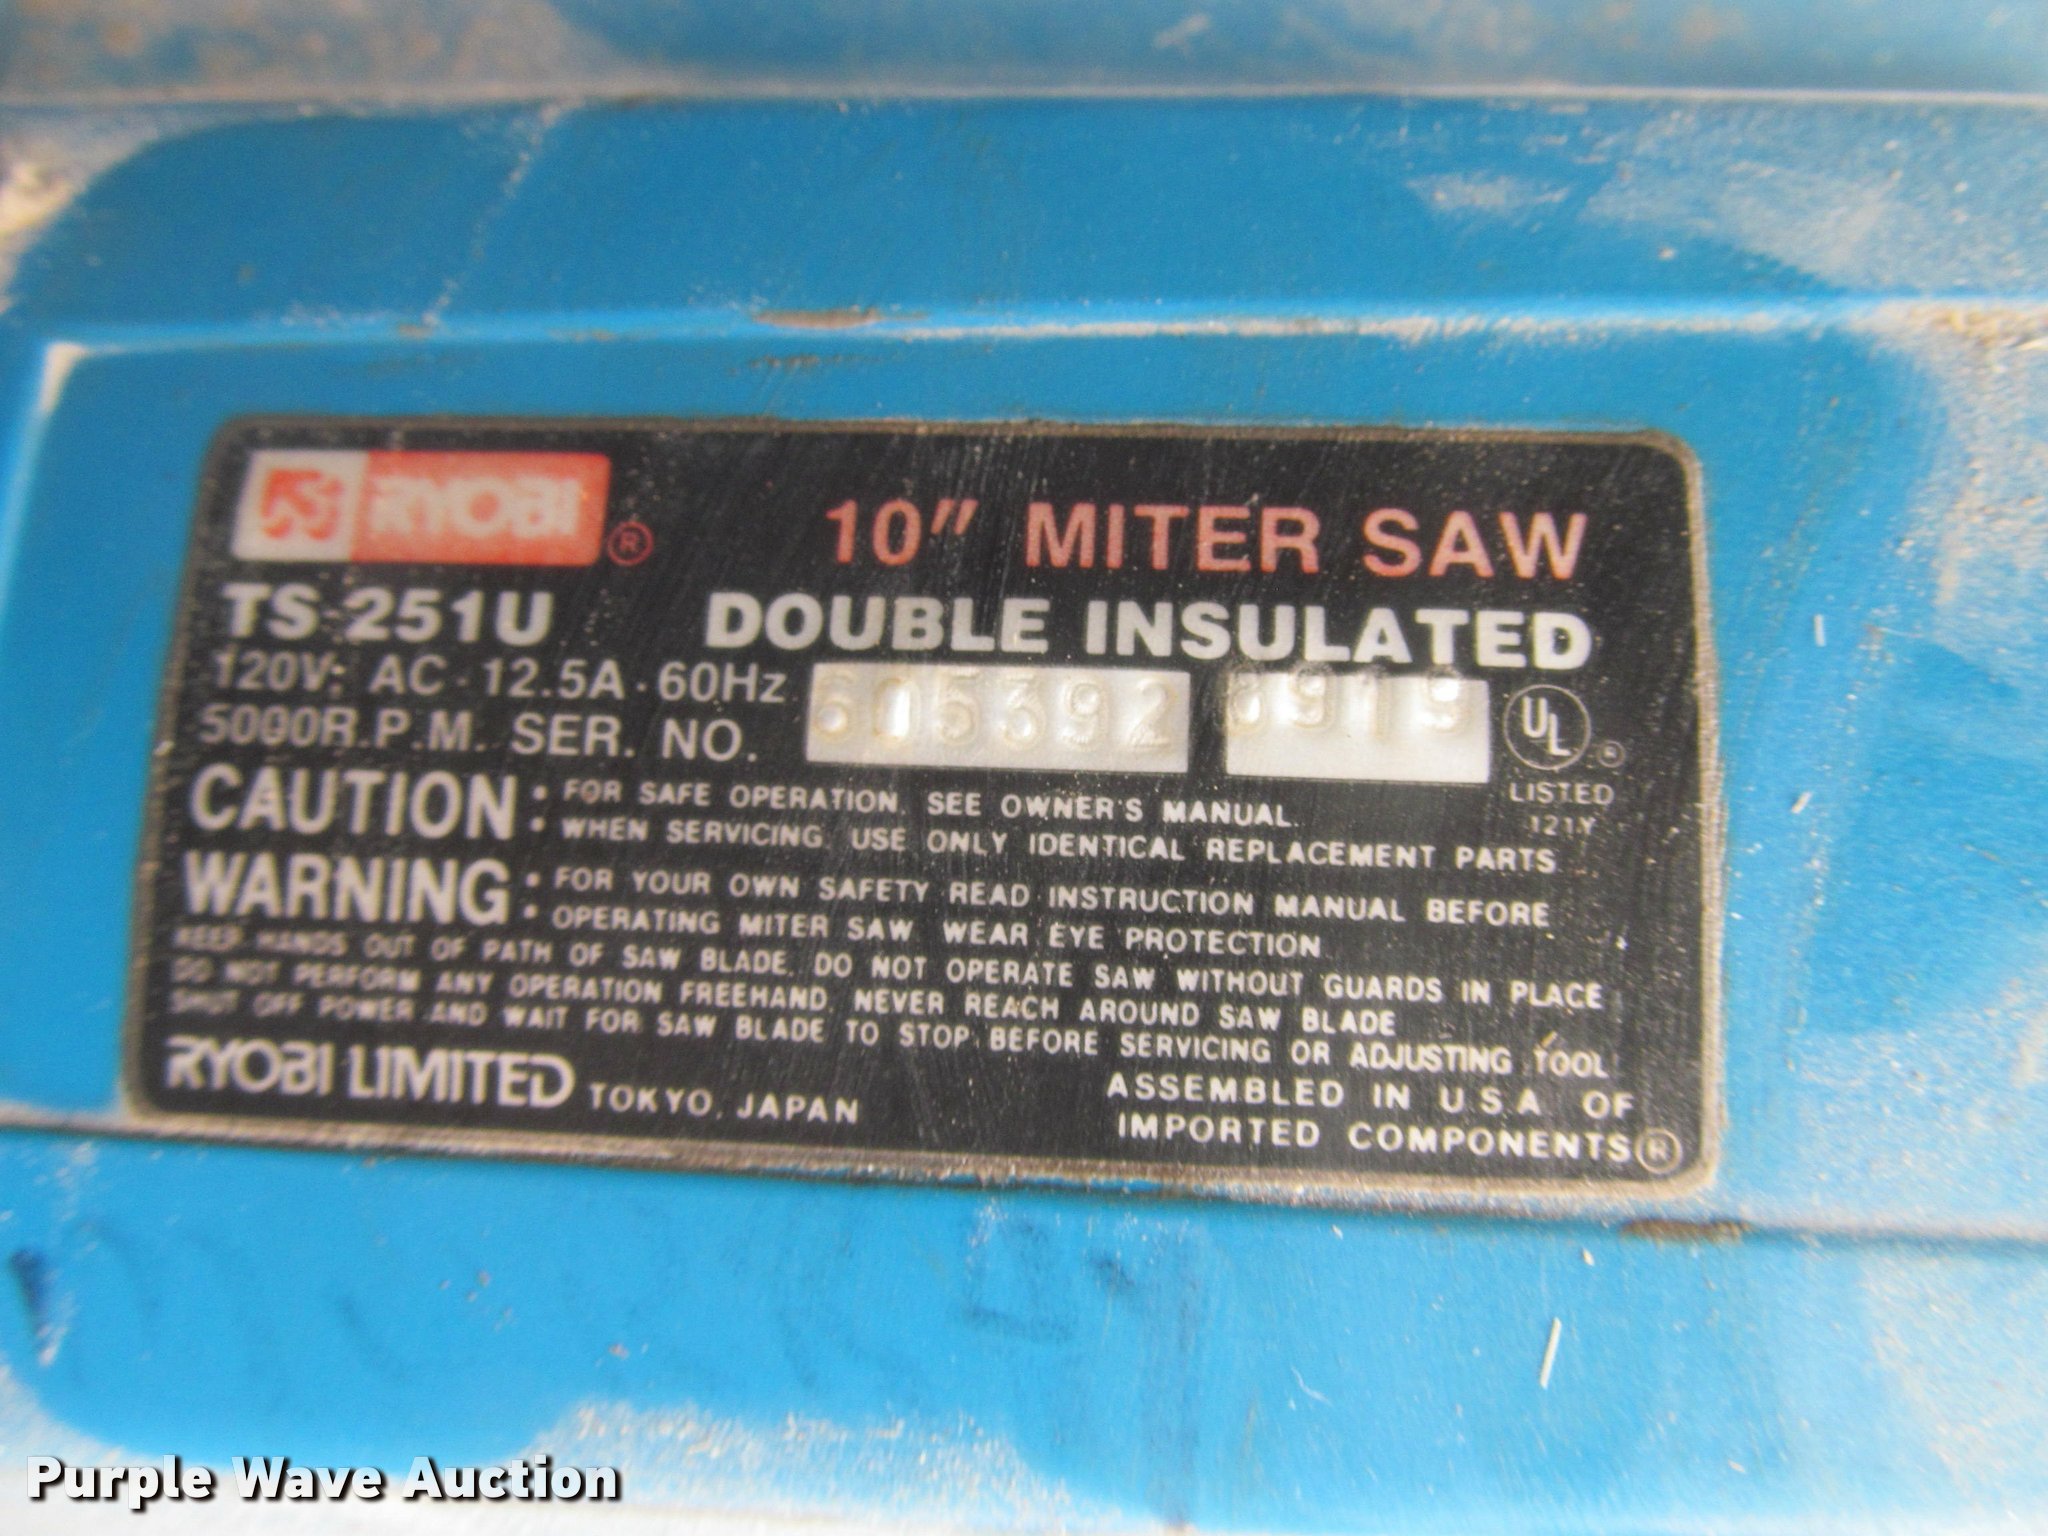 RYOBI ® 10" MITER SAW
TS-251U DOUBLE INSULATED
120V: AC · 12.5A · 60Hz
5000R.P.M. SER. NO. 605392 UL ®
LISTED
121Y
CAUTION • FOR SAFE OPERATION. SEE OWNER'S MANUAL.
• WHEN SERVICING. USE ONLY IDENTICAL REPLACEMENT PARTS
WARNING • FOR YOUR OWN SAFETY READ INSTRUCTION MANUAL BEFORE
• OPERATING MITER SAW. WEAR EYE PROTECTION
KEEP HANDS OUT OF PATH OF SAW BLADE. DO NOT OPERATE SAW WITHOUT GUARDS IN PLACE
DO NOT PERFORM ANY OPERATION FREEHAND. NEVER REACH AROUND SAW BLADE
SHUT OFF POWER AND WAIT FOR SAW BLADE TO STOP BEFORE SERVICING OR ADJUSTING TOOL
RYOBI LIMITED TOKYO, JAPAN
ASSEMBLED IN U.S.A OF
IMPORTED COMPONENTS ®
Purple Wave Auction